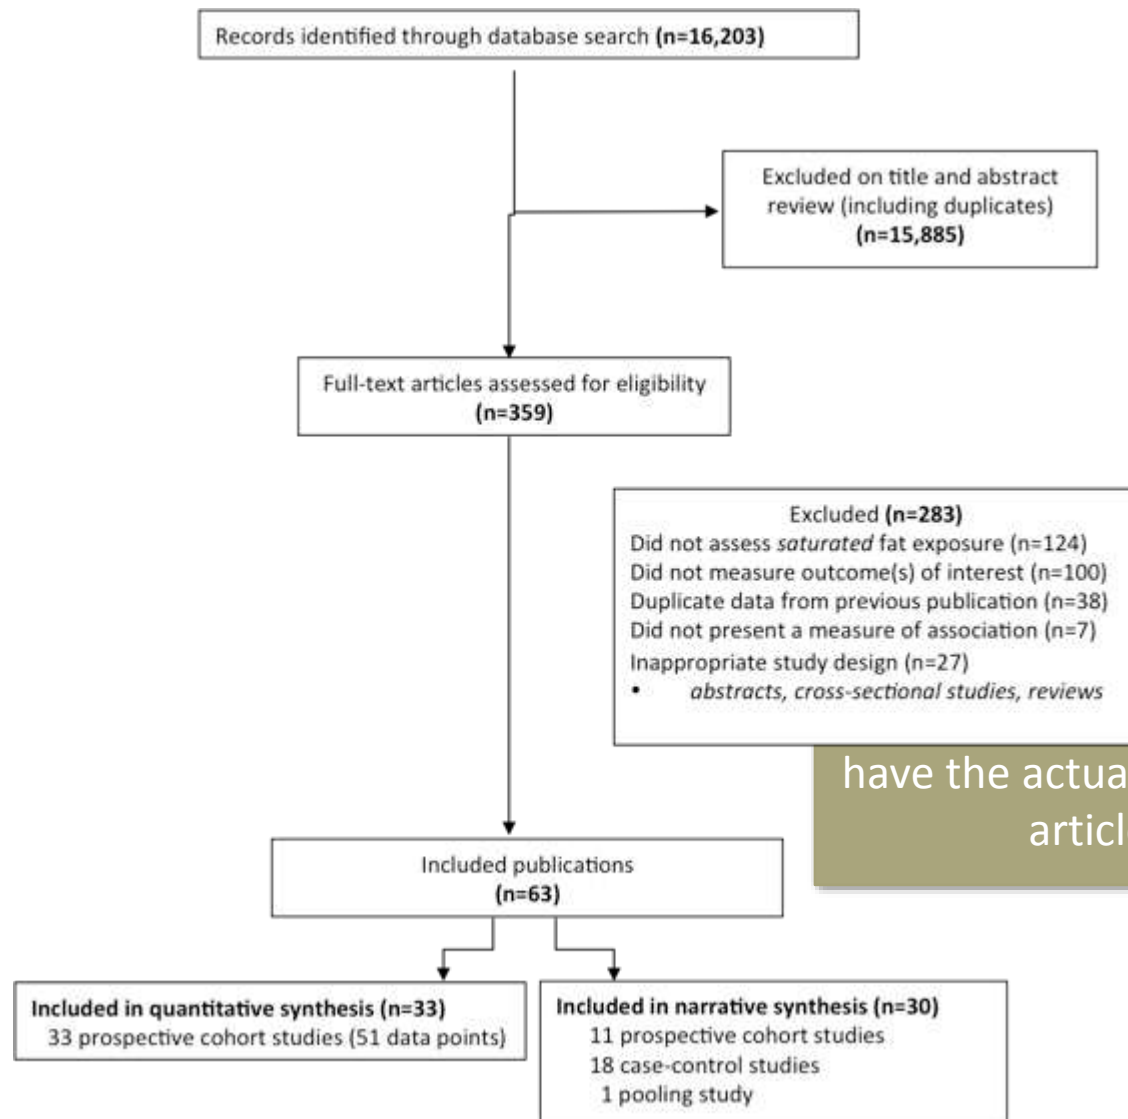 Records identified through database search (n=16,203)
Excluded on title and abstract
review (including duplicates)
(n=15,885)
Full-text articles assessed for eligibility
(n=359)
Excluded (n=283)
Did not assess saturated fat exposure (n=124)
Did not measure outcome(s) of interest (n=100)
Duplicate data from previous publication (n=38)
Did not present a measure of association (n=7)
Inappropriate study design (n=27)
• abstracts, cross-sectional studies, reviews
have the actua
articl
Included publications
(n=63)
Included in quantitative synthesis (n=33)
33 prospective cohort studies (51 data points)
Included in narrative synthesis (n=30)
11 prospective cohort studies
18 case-control studies
1 pooling study